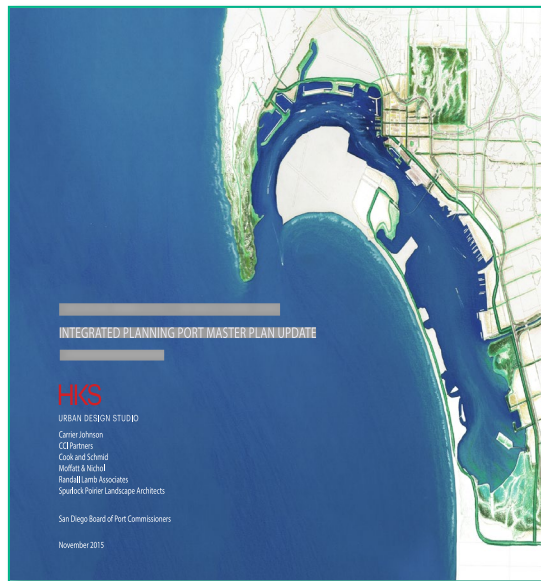 INTEGRATED PLANNING PORT MASTER PLAN UPDATE
HKS
URBAN DESIGN STUDIO
Carrier Johnson
CCI Partners
Cook and Schmid
Moffatt & Nichol
Randall Lamb Associates
Spurlock Poirier Landscape Architects
San Diego Board of Port Commissioners
November 2015